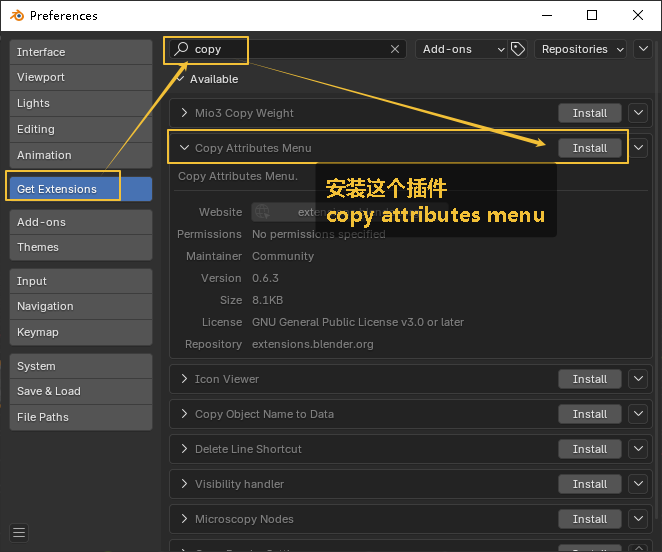 Preferences
Interface
Viewport
Lights
Editing
Animation
Get Extensions
Add-ons
Themes
Input
Navigation
Keymap
System
Save & Load
File Paths
copy
Add-ons
Repositories
Available
Mio3 Copy Weight
Install
Copy Attributes Menu
Install
Copy Attributes Menu.
安装这个插件
copy attributes menu
Website
Permissions No permissions specified
Maintainer Community
Version 0.6.3
Size 8.1KB
License GNU General Public License v3.0 or later
Repository extensions.blender.org
Icon Viewer
Install
Copy Object Name to Data
Install
Delete Line Shortcut
Install
Visibility handler
Install
Microscopy Nodes
Install